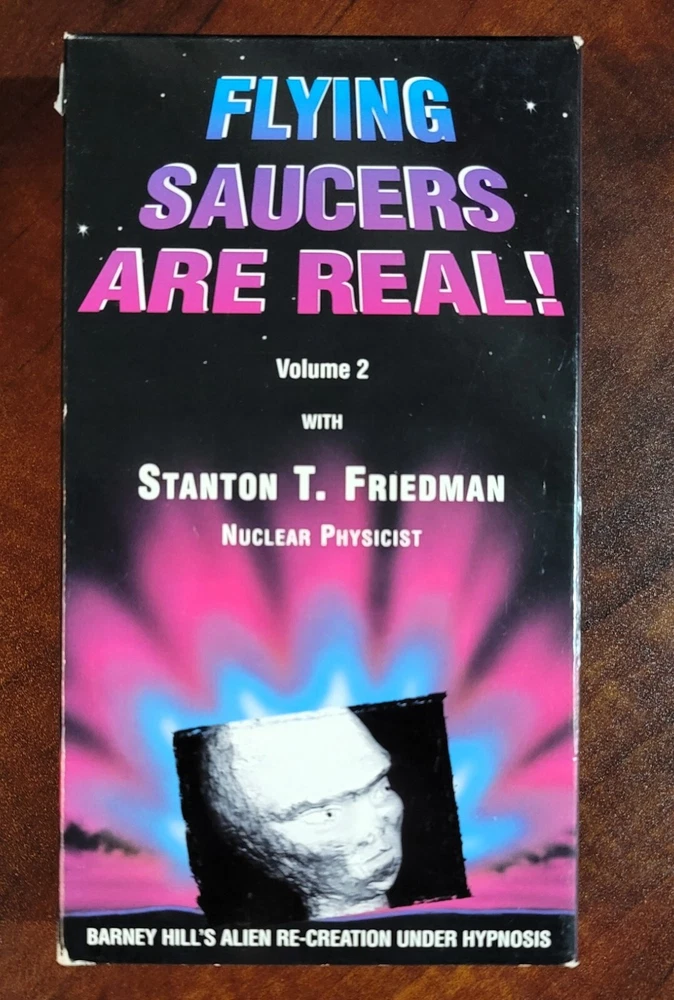 FLYING
SAUCERS
ARE REAL!
Volume 2
WITH
STANTON T. FRIEDMAN
NUCLEAR PHYSICIST
BARNEY HILL'S ALIEN RE-CREATION UNDER HYPNOSIS